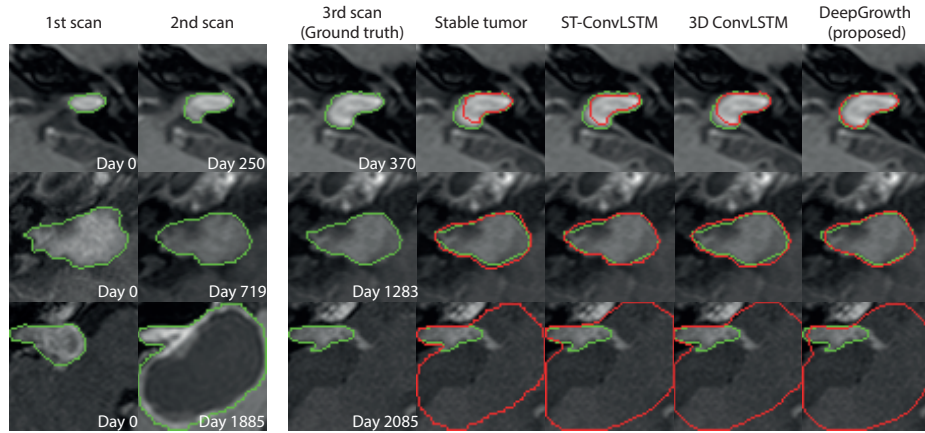 1st scan
2nd scan
3rd scan
(Ground truth)
Stable tumor
ST-ConvLSTM
3D ConvLSTM
DeepGrowth
(proposed)
Day 0
Day 250
Day 370
Day 0
Day 719
Day 1283
Day 0
Day 1885
Day 2085